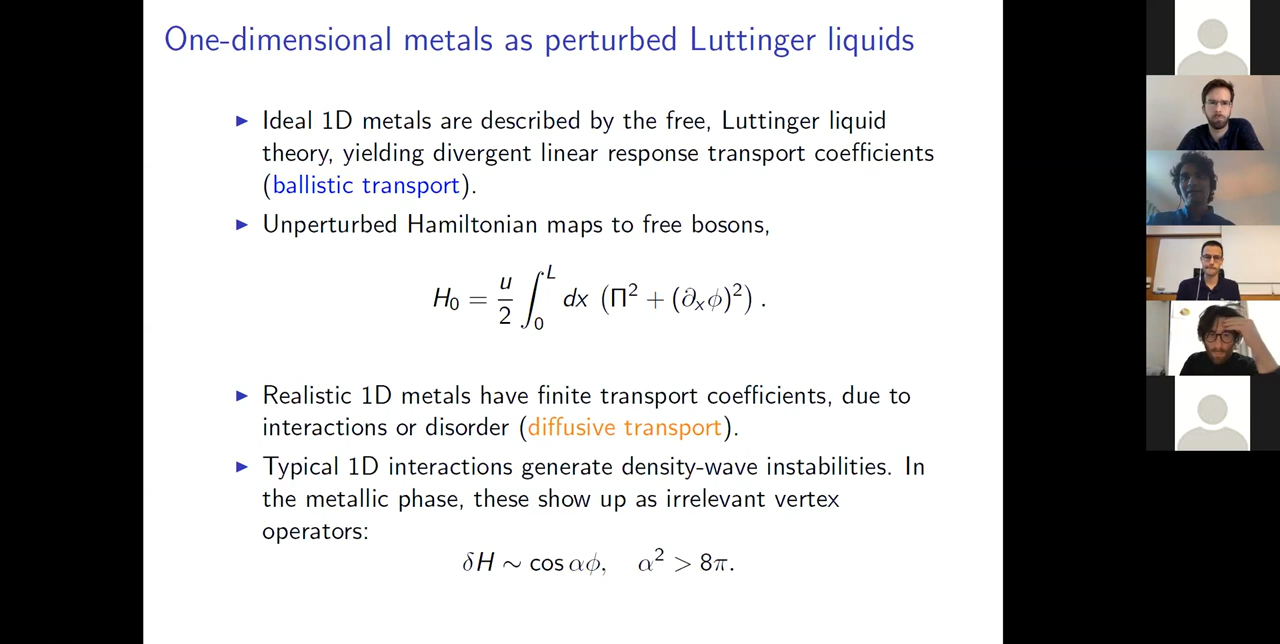 One-dimensional metals as perturbed Luttinger liquids
▶ Ideal 1D metals are described by the free, Luttinger liquid
theory, yielding divergent linear response transport coefficients
(ballistic transport).
▶ Unperturbed Hamiltonian maps to free bosons,
H₀ = u/2 ∫₀ᴸ dx (Π² + (∂ₓϕ)²) .
▶ Realistic 1D metals have finite transport coefficients, due to
interactions or disorder (diffusive transport).
▶ Typical 1D interactions generate density-wave instabilities. In
the metallic phase, these show up as irrelevant vertex
operators:
δH ∼ cos αϕ, α² > 8π.